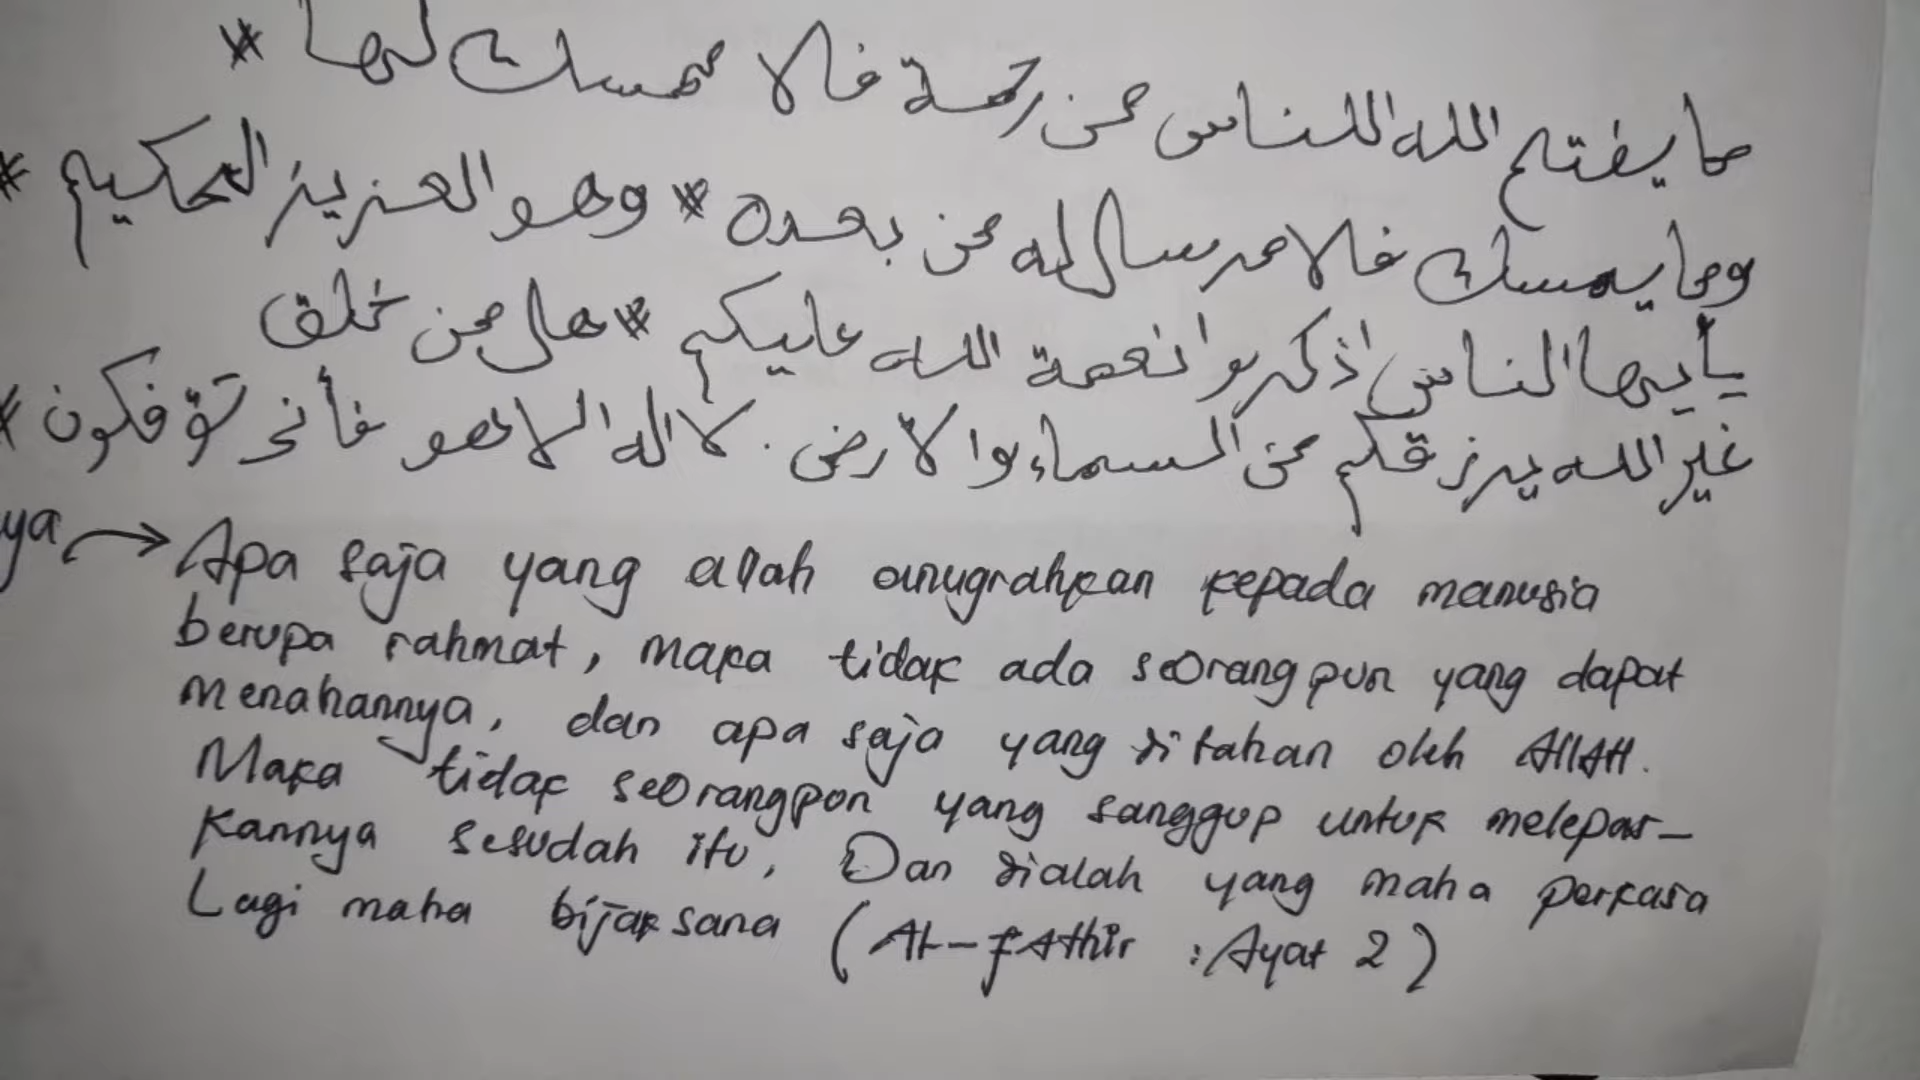 ما يفتح الله للناس من رحمة فلا ممسك لها *
وما يمسك فلا مرسل له من بعده * وهو العزيز الحكيم *
يأيها الناس اذكروا نعمة الله عليكم * هل من خلق
غير الله يرزقكم من السماء والأرض . لا اله الا هو فأنى تؤفكون *
ya → Apa saja yang allah anugrahkan kepada manusia
berupa rahmat, maka tidak ada seorangpun yang dapat
menahannya, dan apa saja yang ditahan oleh AllAH.
Maka tidak seorangpon yang sanggup untuk melepas-
kannya sesudah itu, Dan dialah yang maha perkasa
Lagi maha bijaksana (Al-fAthir : Ayat 2)